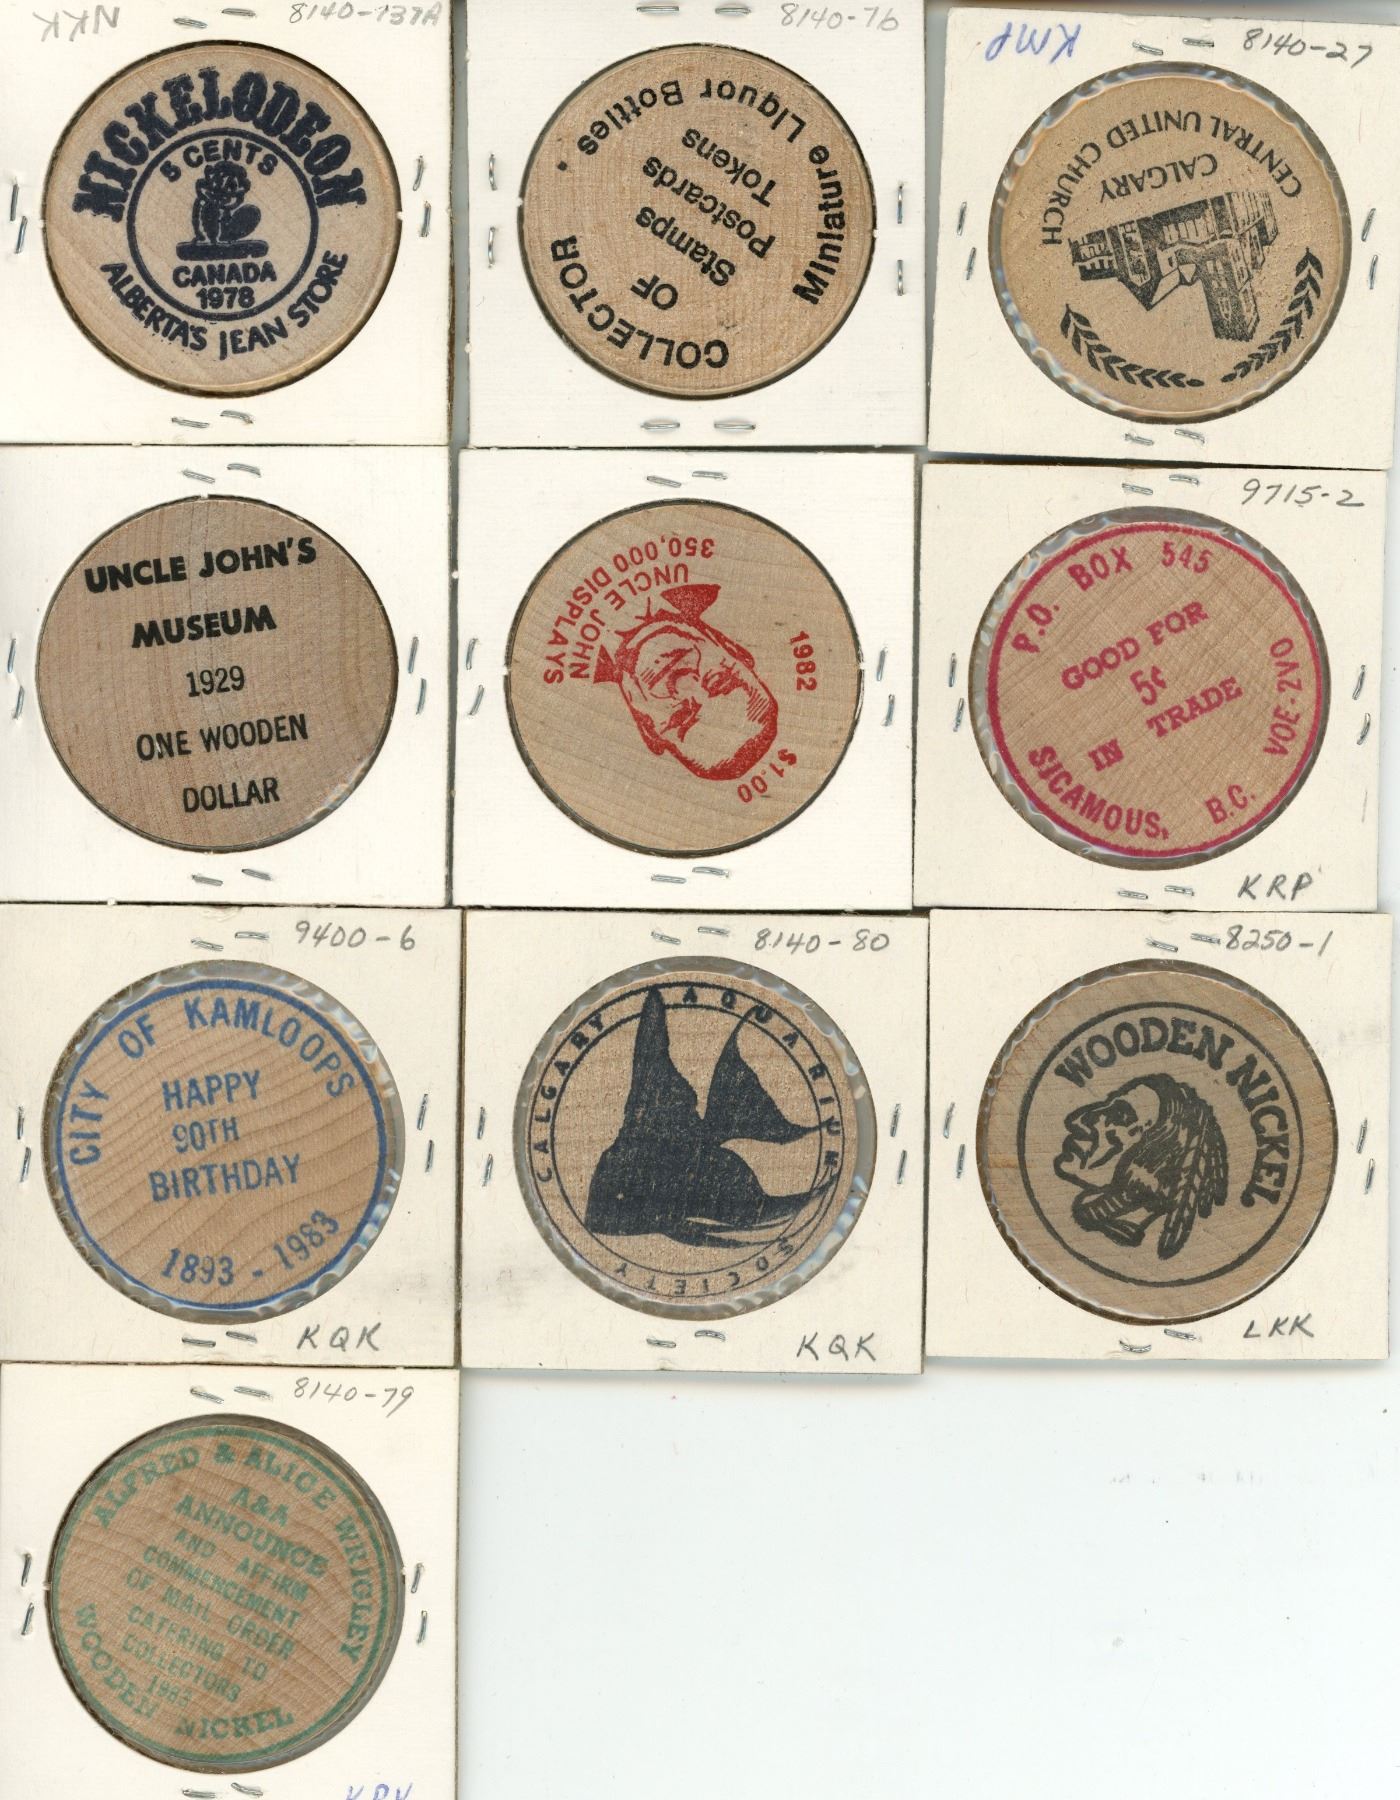 NKK
8140-137A
NICKELODEON
5 CENTS
CANADA
1978
ALBERTA'S JEAN STORE
8140-76
COLLECTOR
OF
Stamps
Postcards
Tokens
Miniature Liquor Bottles
KMP
8140-27
CENTRAL UNITED CHURCH
CALGARY
UNCLE JOHN'S
MUSEUM
1929
ONE WOODEN
DOLLAR
350,000 DISPLAYS
UNCLE JOHN
1982
$1.00
9715-2
P.O. BOX 545
GOOD FOR
5¢
IN TRADE
SICAMOUS, B.C.
VOE-2VO
KRP
9400-6
CITY OF KAMLOOPS
HAPPY
90TH
BIRTHDAY
1893 - 1983
KQK
8140-80
CALGARY AQUARIUM
SOCIETY
KQK
8250-1
WOODEN NICKEL
LKK
8140-79
ALFRED & ALICE WRIGLEY
A&A
ANNOUNCE
AND AFFIRM
COMMENCEMENT
OF MAIL ORDER
CATERING TO
COLLECTORS
1983
WOODEN NICKEL